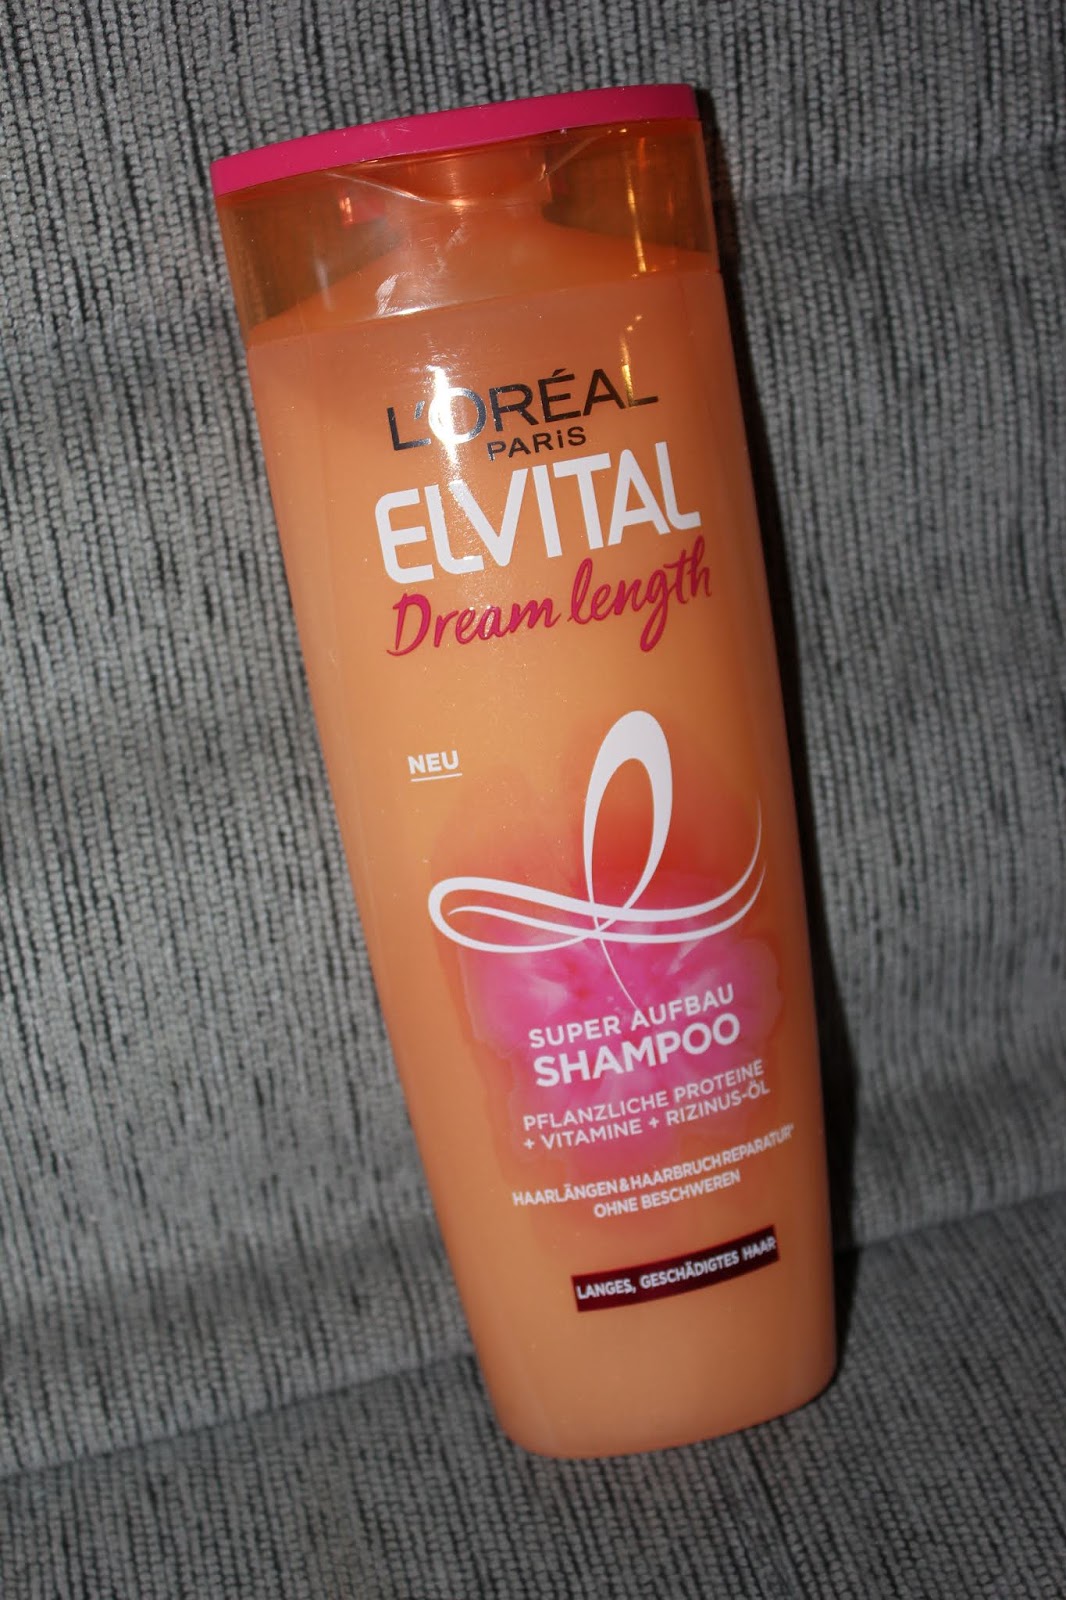 L'ORÉAL
PARiS
ELVITAL
Dream length
NEU
SUPER AUFBAU
SHAMPOO
PFLANZLICHE PROTEINE
+ VITAMINE + RIZINUS-ÖL
HAARLÄNGEN & HAARBRUCH REPARATUR*
OHNE BESCHWEREN
LANGES, GESCHÄDIGTES HAAR